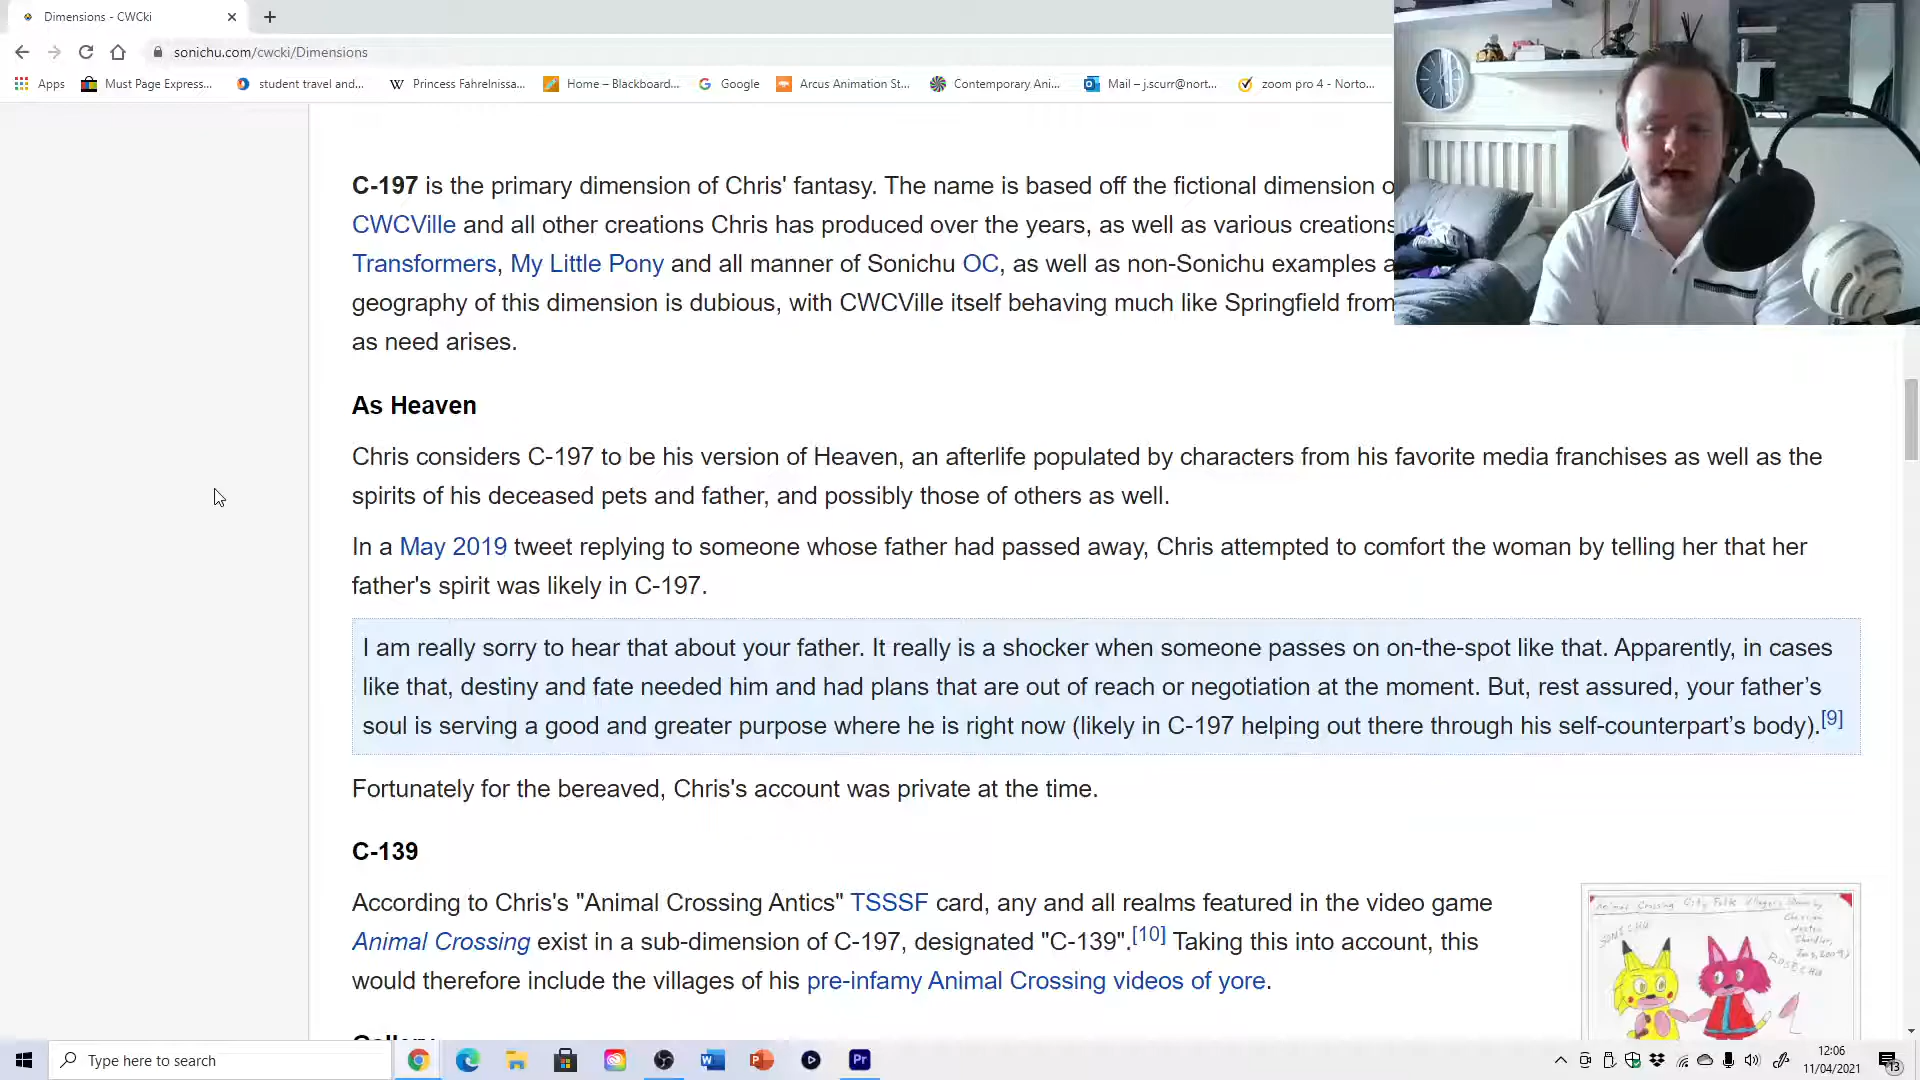 Dimensions - CWCki
sonichu.com/cwcki/Dimensions
Apps Must Page Express... student travel and... Princess Fahrelnissa... Home – Blackboard... Google Arcus Animation St... Contemporary Ani... Mail – j.scurr@nort... zoom pro 4 - Norto...
C-197 is the primary dimension of Chris' fantasy. The name is based off the fictional dimension
CWCVille and all other creations Chris has produced over the years, as well as various creations
Transformers, My Little Pony and all manner of Sonichu OC, as well as non-Sonichu examples
geography of this dimension is dubious, with CWCVille itself behaving much like Springfield from
as need arises.
As Heaven
Chris considers C-197 to be his version of Heaven, an afterlife populated by characters from his favorite media franchises as well as the
spirits of his deceased pets and father, and possibly those of others as well.
In a May 2019 tweet replying to someone whose father had passed away, Chris attempted to comfort the woman by telling her that her
father's spirit was likely in C-197.
I am really sorry to hear that about your father. It really is a shocker when someone passes on on-the-spot like that. Apparently, in cases
like that, destiny and fate needed him and had plans that are out of reach or negotiation at the moment. But, rest assured, your father’s
soul is serving a good and greater purpose where he is right now (likely in C-197 helping out there through his self-counterpart’s body).[9]
Fortunately for the bereaved, Chris's account was private at the time.
C-139
According to Chris's "Animal Crossing Antics" TSSSF card, any and all realms featured in the video game
Animal Crossing exist in a sub-dimension of C-197, designated "C-139".[10] Taking this into account, this
would therefore include the villages of his pre-infamy Animal Crossing videos of yore.
Animal Crossing City Folk Villagers
SONICHU
ROSECHU
Gallery
Type here to search
12:06
11/04/2021
13